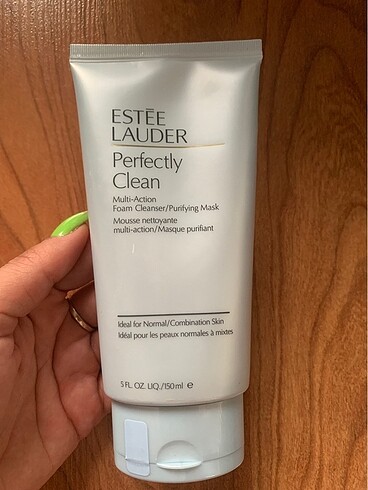 ESTĒE
LAUDER
Perfectly
Clean
Multi-Action
Foam Cleanser/Purifying Mask
Mousse nettoyante
multi-action/Masque purifiant
Ideal for Normal/Combination Skin
Idéal pour les peaux normales à mixtes
5 FL. OZ. LIQ./150 ml ℮